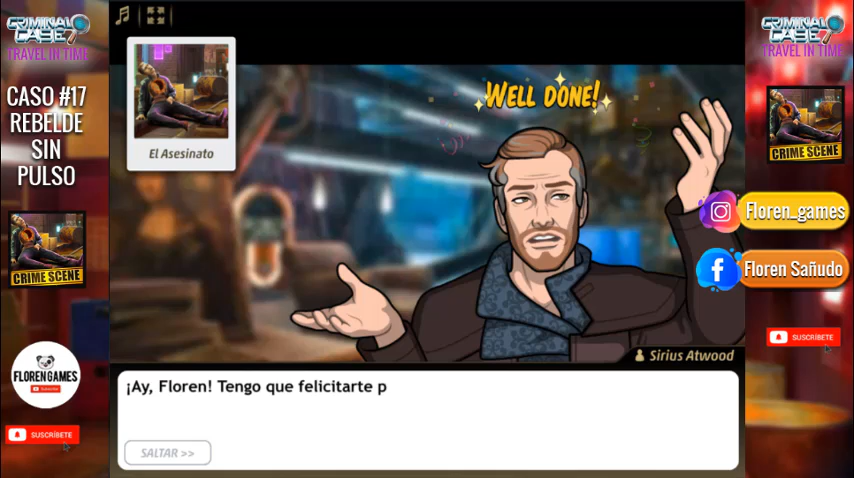 CRIMINAL
CASE
TRAVEL IN TIME
CASO #17
REBELDE
SIN
PULSO
CRIME SCENE
FLOREN GAMES
Subscribe
SUSCRÍBETE
El Asesinato
WELL DONE!
Sirius Atwood
¡Ay, Floren! Tengo que felicitarte p
SALTAR >>
CRIMINAL
CASE
TRAVEL IN TIME
CRIME SCENE
Floren_games
Floren Sañudo
SUSCRÍBETE